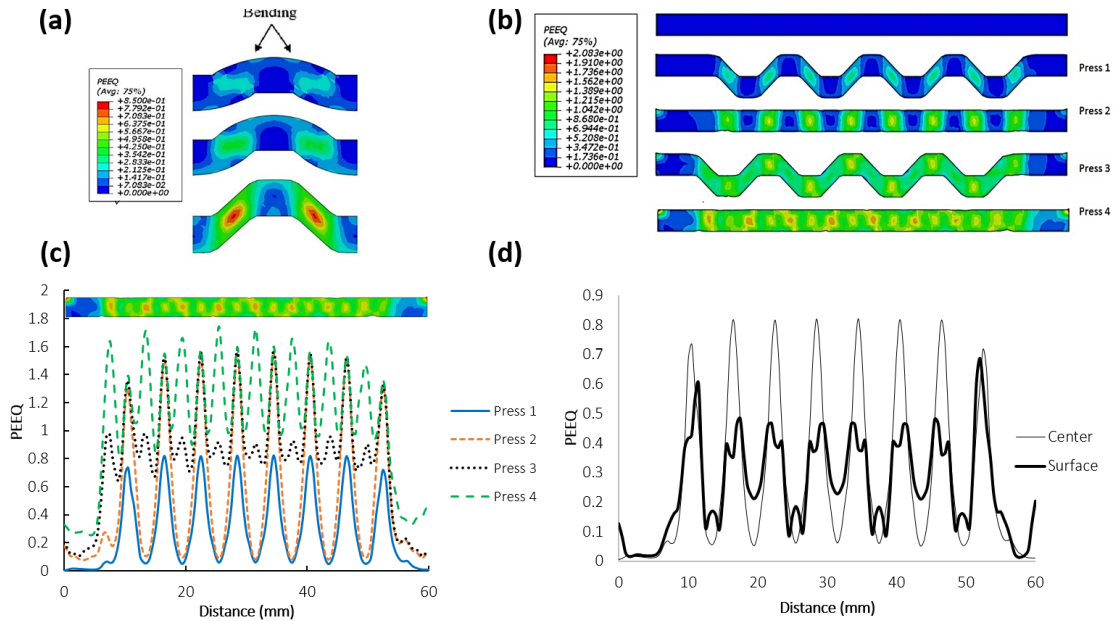 (a)
Bending
PEEQ
(Avg: 75%)
+8.500e-01
+7.792e-01
+7.083e-01
+6.375e-01
+5.667e-01
+4.958e-01
+4.250e-01
+3.542e-01
+2.833e-01
+2.125e-01
+1.417e-01
+7.083e-02
+0.000e+00
(b)
PEEQ
(Avg: 75%)
+2.083e+00
+1.910e+00
+1.736e+00
+1.562e+00
+1.389e+00
+1.215e+00
+1.042e+00
+8.680e-01
+6.944e-01
+5.208e-01
+3.472e-01
+1.736e-01
+0.000e+00
Press 1
Press 2
Press 3
Press 4
(c)
2
1.8
1.6
1.4
1.2
1
0.8
0.6
0.4
0.2
0
PEEQ
0
20
40
60
Distance (mm)
Press 1
Press 2
Press 3
Press 4
(d)
0.9
0.8
0.7
0.6
0.5
0.4
0.3
0.2
0.1
0
PEEQ
0
10
20
30
40
50
60
Distance (mm)
Center
Surface